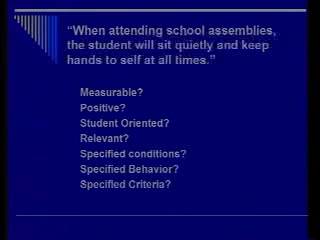 “When attending school assemblies,
the student will sit quietly and keep
hands to self at all times.”
Measurable?
Positive?
Student Oriented?
Relevant?
Specified conditions?
Specified Behavior?
Specified Criteria?